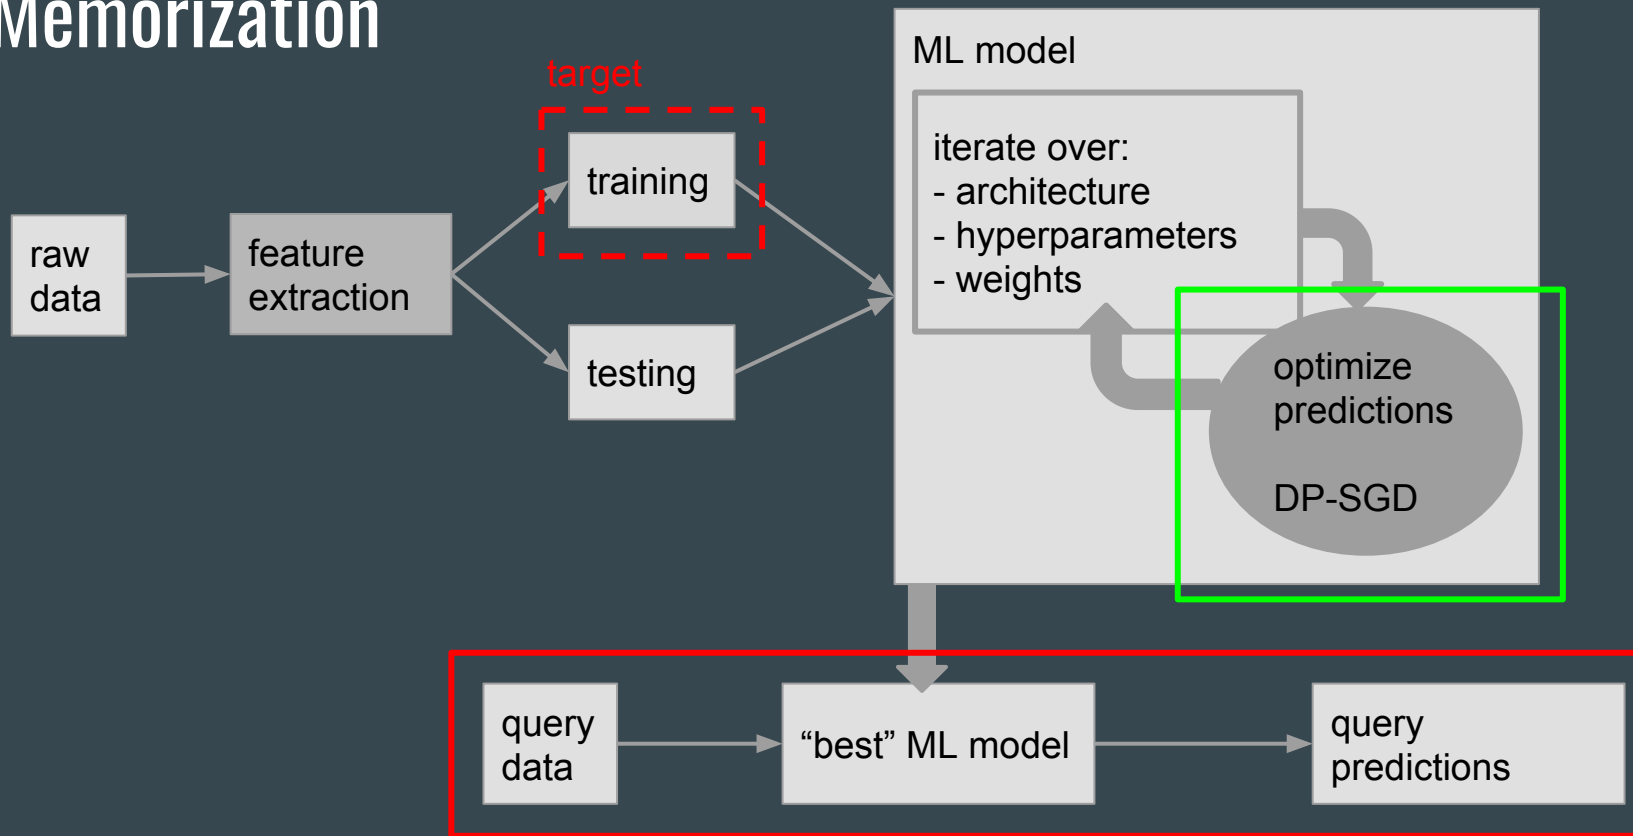 Memorization
target
ML model
iterate over:
- architecture
- hyperparameters
- weights
training
raw
data
feature
extraction
testing
optimize
predictions
DP-SGD
query
data
“best” ML model
query
predictions